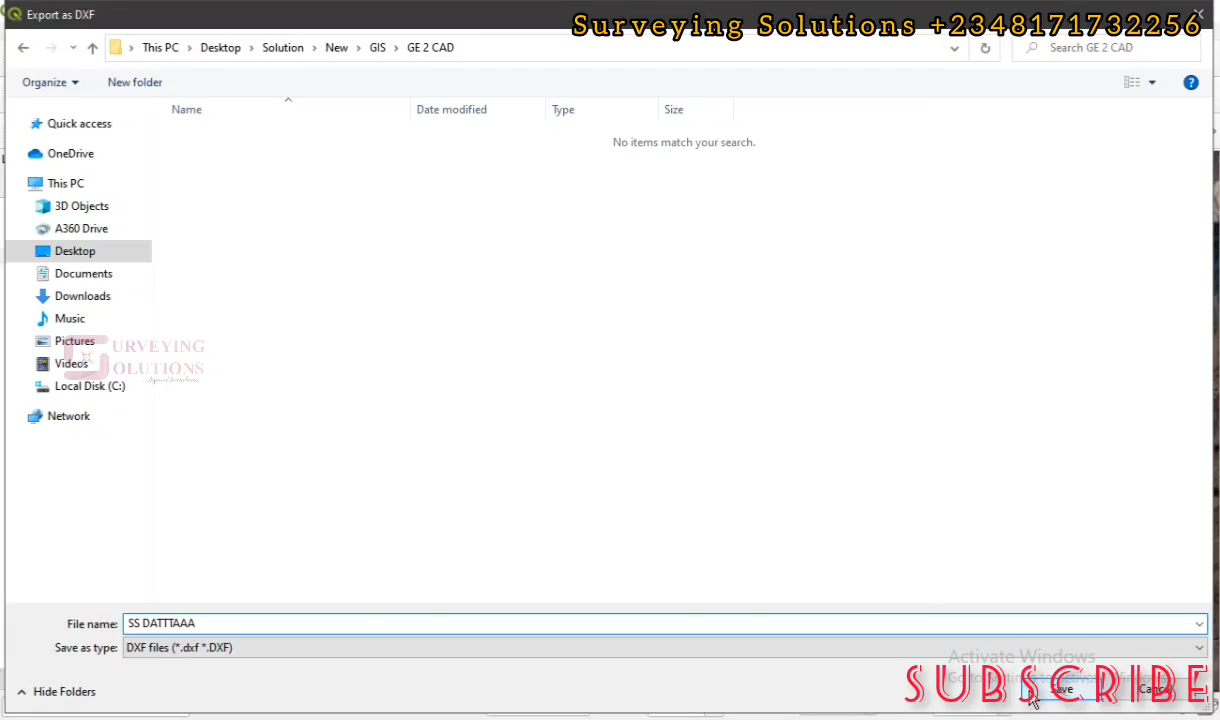 Export as DXF
Surveying Solutions +2348171732256
This PC > Desktop > Solution > New > GIS > GE 2 CAD
Search GE 2 CAD
Organize
New folder
Name
Date modified
Type
Size
No items match your search.
Quick access
OneDrive
This PC
3D Objects
A360 Drive
Desktop
Documents
Downloads
Music
Pictures
Videos
Local Disk (C:)
Network
SURVEYING
SOLUTIONS
File name:
SS DATTTAAA
Save as type:
DXF files (*.dxf *.DXF)
Activate Windows
Hide Folders
Save
Cancel
SUBSCRIBE